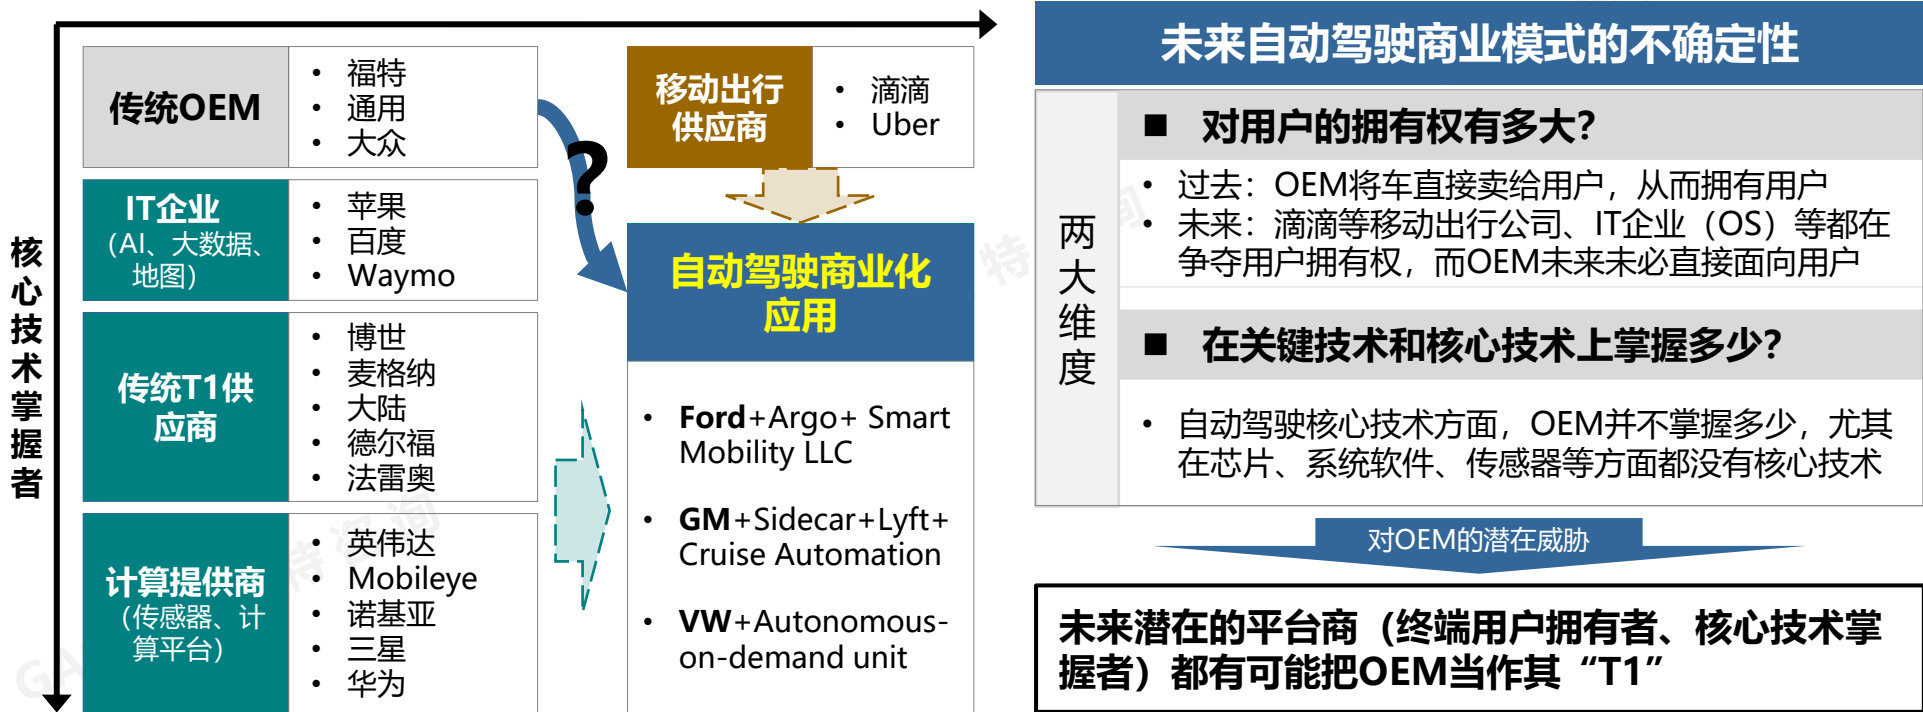 核心技术掌握者
传统OEM
• 福特
• 通用
• 大众
IT企业
（AI、大数据、
地图）
• 苹果
• 百度
• Waymo
传统T1供
应商
• 博世
• 麦格纳
• 大陆
• 德尔福
• 法雷奥
计算提供商
（传感器、计
算平台）
• 英伟达
• Mobileye
• 诺基亚
• 三星
• 华为
?
移动出行
供应商
• 滴滴
• Uber
自动驾驶商业化
应用
• Ford+Argo+ Smart
Mobility LLC
• GM+Sidecar+Lyft+
Cruise Automation
• VW+Autonomous-
on-demand unit
未来自动驾驶商业模式的不确定性
两大维度
■ 对用户的拥有权有多大?
• 过去：OEM将车直接卖给用户，从而拥有用户
• 未来：滴滴等移动出行公司、IT企业（OS）等都在
争夺用户拥有权，而OEM未来未必直接面向用户
■ 在关键技术和核心技术上掌握多少?
• 自动驾驶核心技术方面，OEM并不掌握多少，尤其
在芯片、系统软件、传感器等方面都没有核心技术
对OEM的潜在威胁
未来潜在的平台商（终端用户拥有者、核心技术掌
握者）都有可能把OEM当作其“T1”